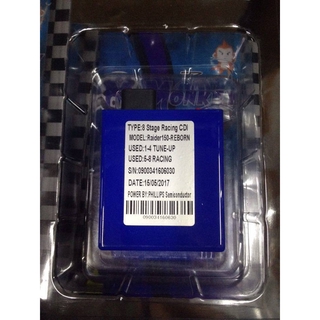 TYPE:8 Stage Racing CDI
MODEL:Raider150-REBORN
USED:1-4 TUNE-UP
USED:5-8 RACING
S/N:0900341606030
DATE:15/05/2017
POWER BY:PHILLIPS Semiconductor